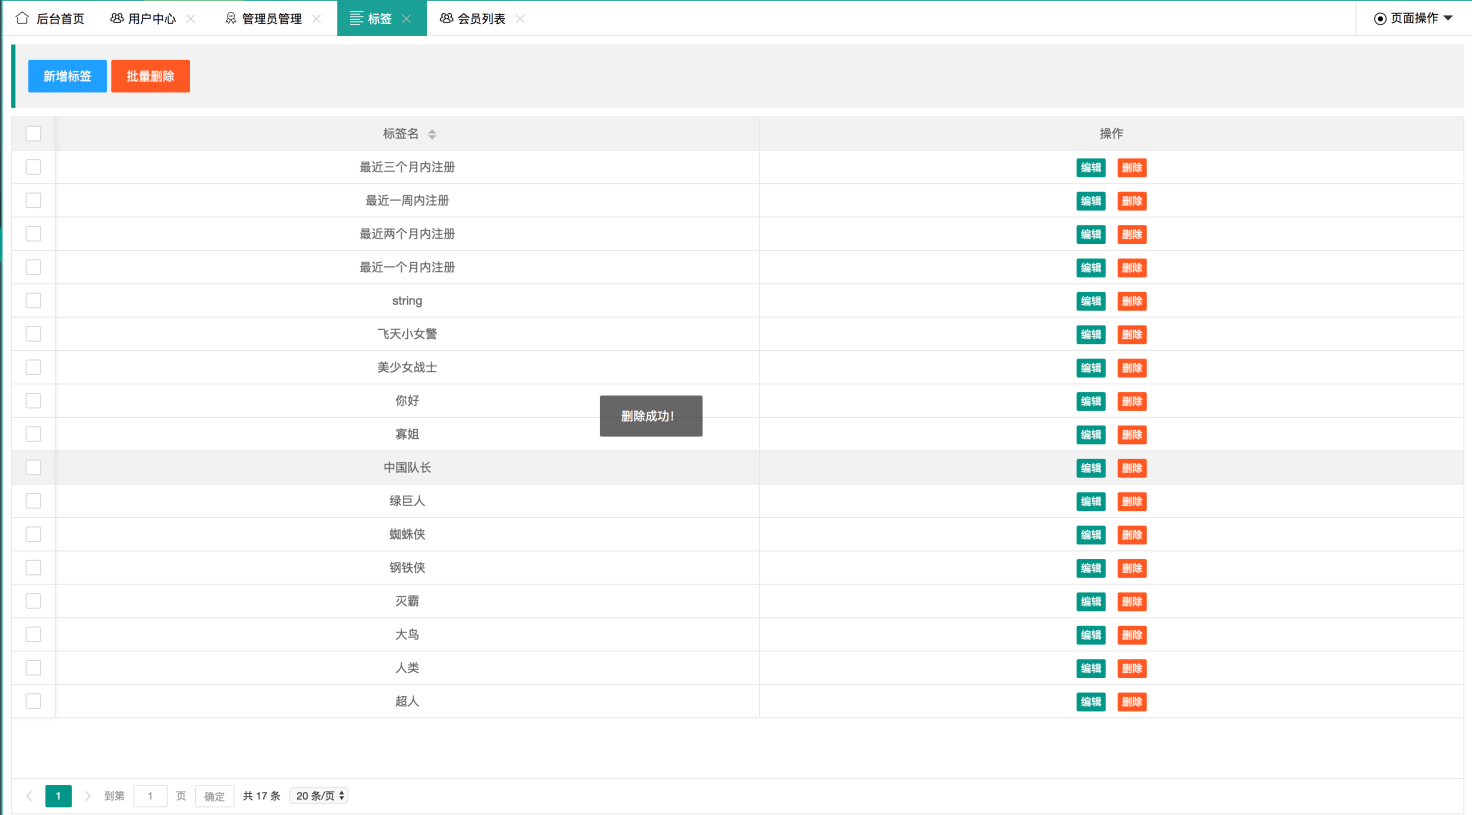 后台首页 用户中心 管理员管理 标签 会员列表 页面操作
新增标签 批量删除
标签名 操作
最近三个月内注册 编辑 删除
最近一周内注册 编辑 删除
最近两个月内注册 编辑 删除
最近一个月内注册 编辑 删除
string 编辑 删除
飞天小女警 编辑 删除
美少女战士 编辑 删除
你好 编辑 删除
删除成功!
寡姐 编辑 删除
中国队长 编辑 删除
绿巨人 编辑 删除
蜘蛛侠 编辑 删除
钢铁侠 编辑 删除
灭霸 编辑 删除
大鸟 编辑 删除
人类 编辑 删除
超人 编辑 删除
1 到第 1 页 确定 共 17 条 20 条/页